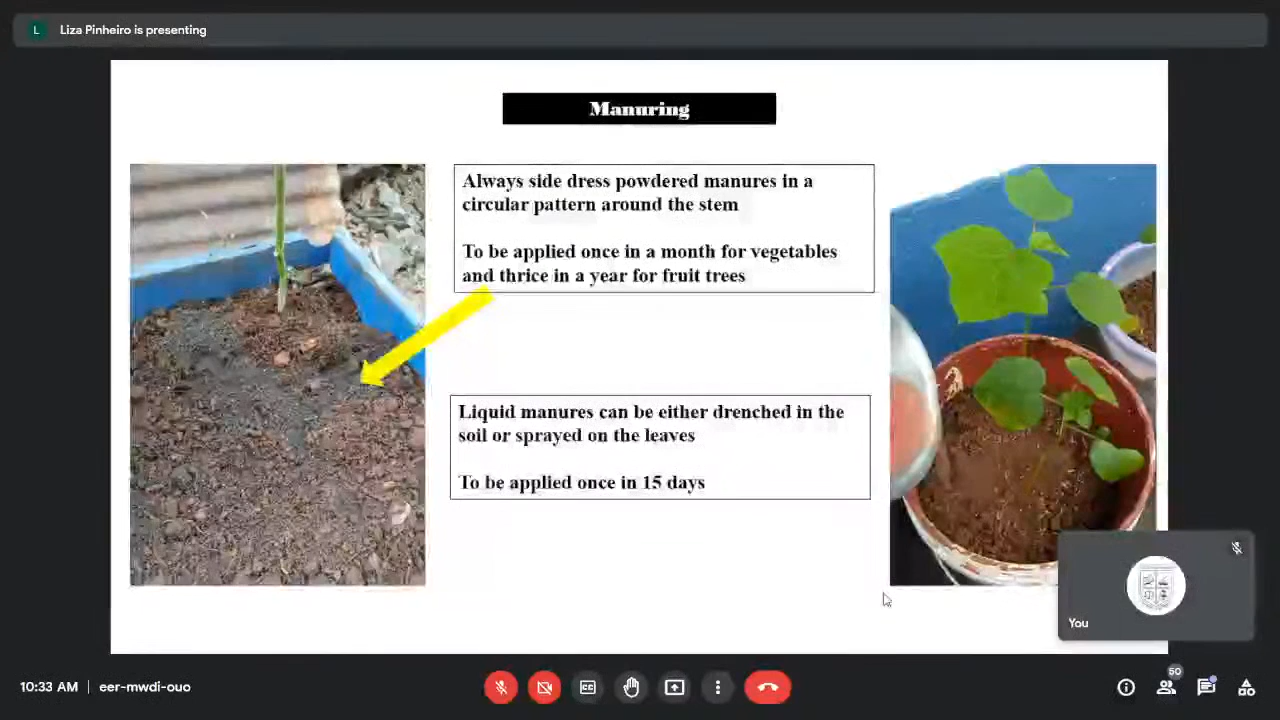 L Liza Pinheiro is presenting
Manuring
Always side dress powdered manures in a
circular pattern around the stem
To be applied once in a month for vegetables
and thrice in a year for fruit trees
Liquid manures can be either drenched in the
soil or sprayed on the leaves
To be applied once in 15 days
You
10:33 AM | eer-mwdi-ouo
50